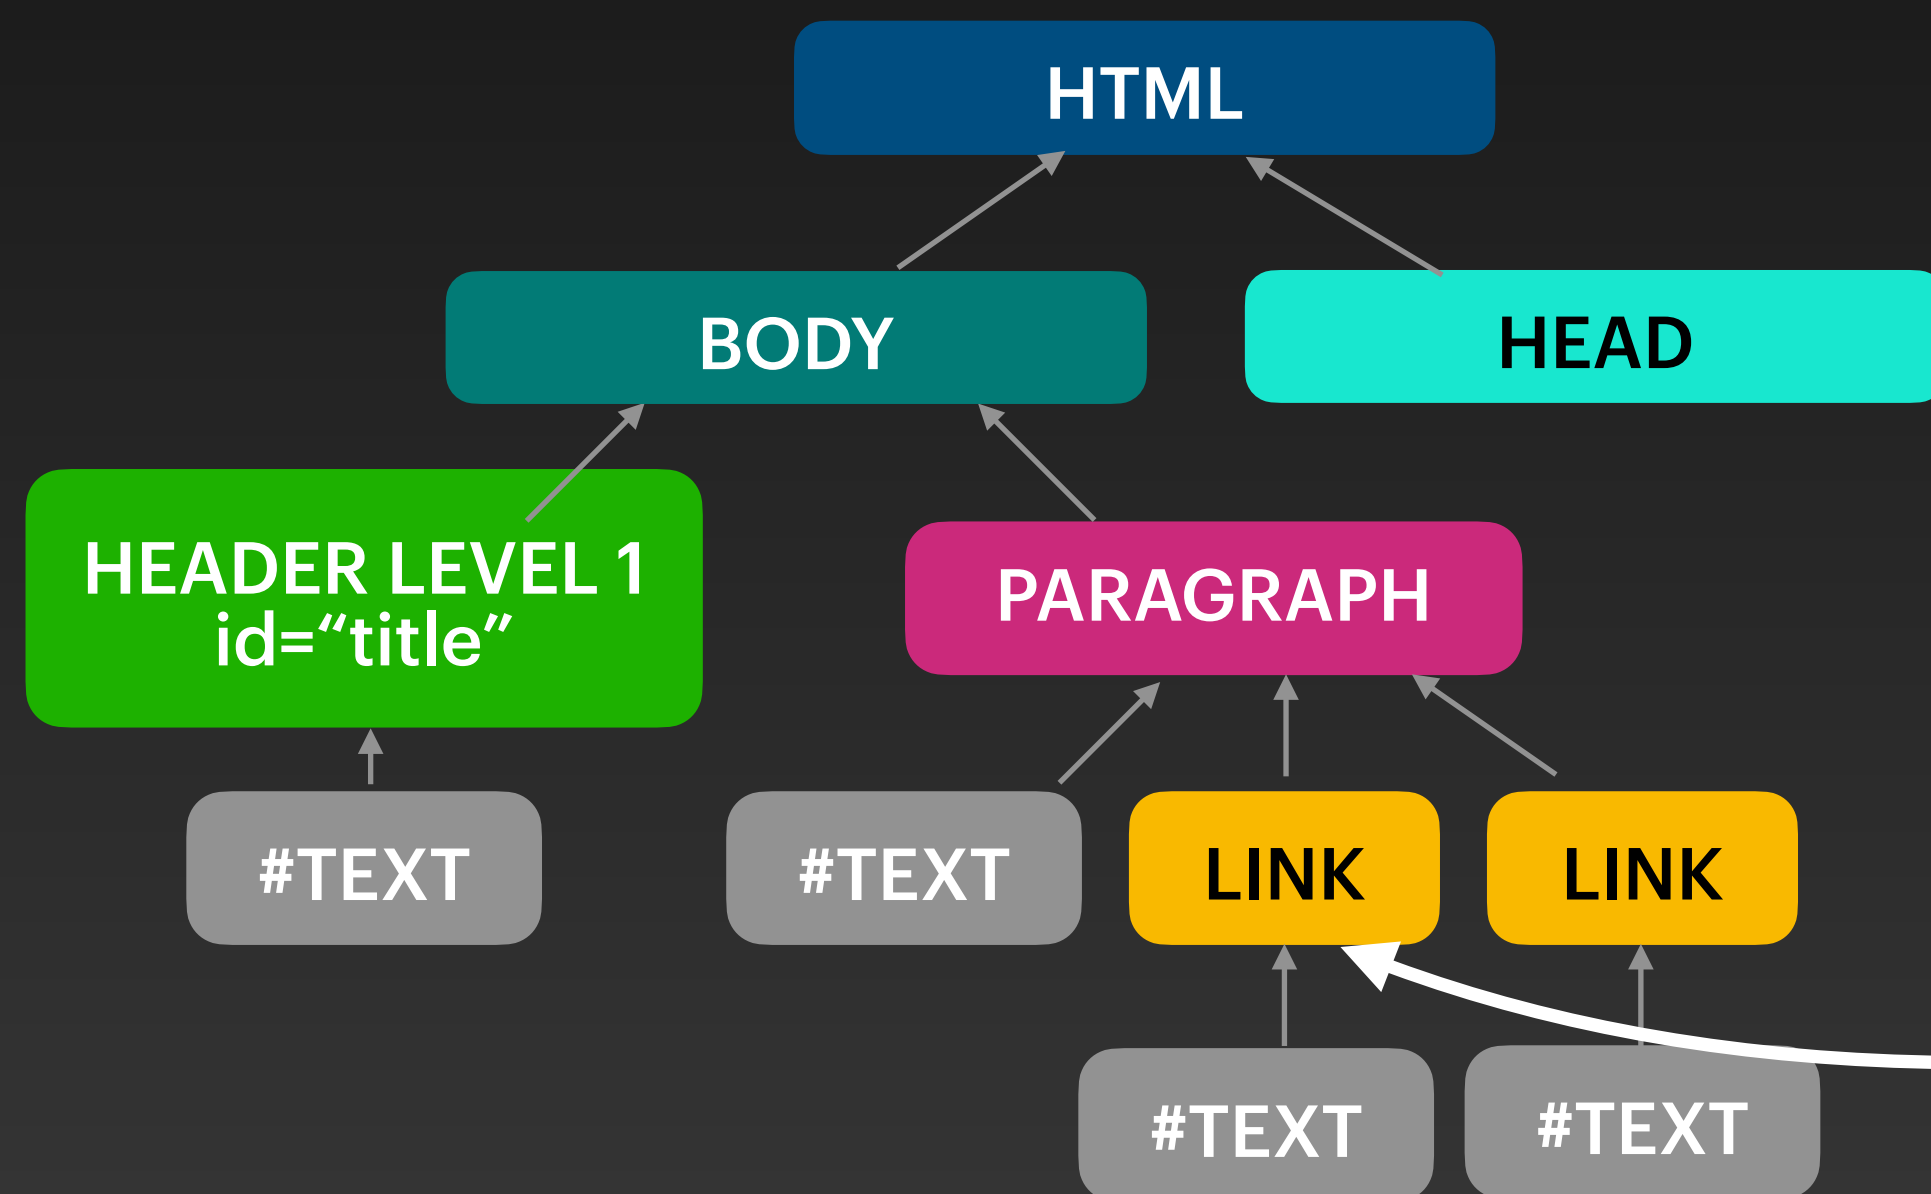 HTML
BODY
HEAD
HEADER LEVEL 1
id=“title”
PARAGRAPH
#TEXT
#TEXT
LINK
LINK
#TEXT
#TEXT